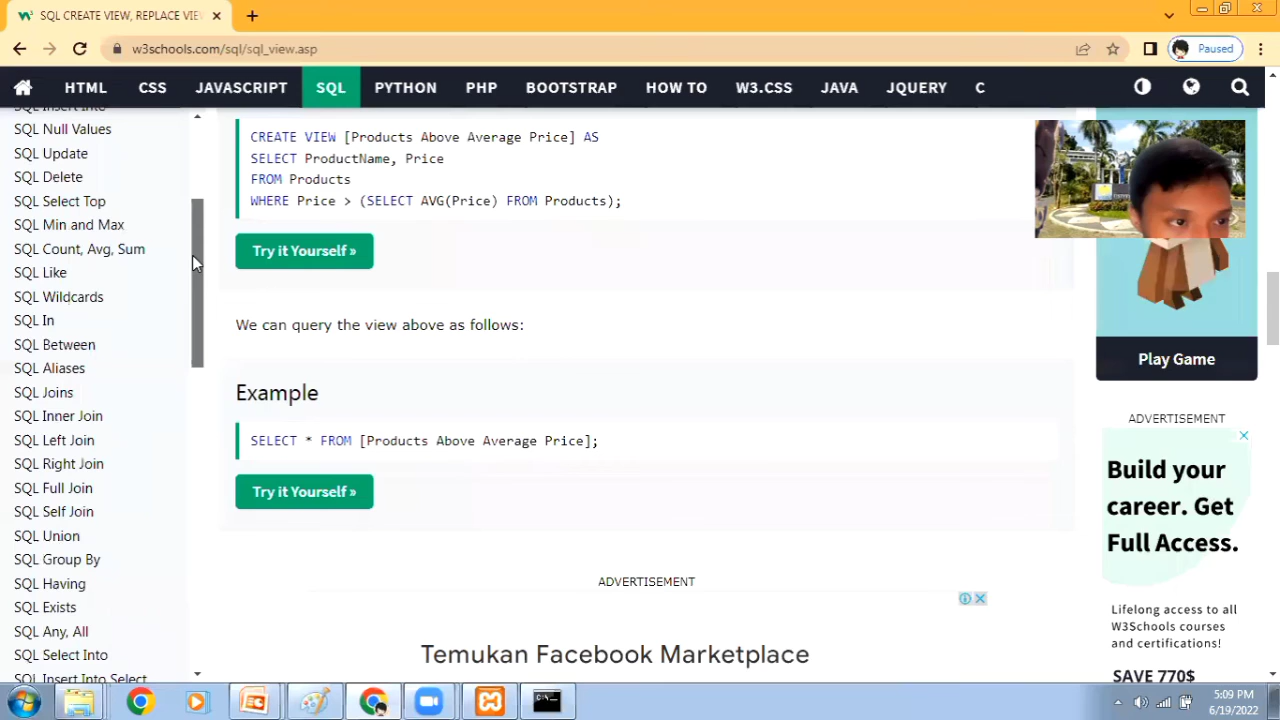 SQL CREATE VIEW, REPLACE VIE
w3schools.com/sql/sql_view.asp
Paused
HTML
CSS
JAVASCRIPT
SQL
PYTHON
PHP
BOOTSTRAP
HOW TO
W3.CSS
JAVA
JQUERY
C
SQL Insert Into
SQL Null Values
SQL Update
SQL Delete
SQL Select Top
SQL Min and Max
SQL Count, Avg, Sum
SQL Like
SQL Wildcards
SQL In
SQL Between
SQL Aliases
SQL Joins
SQL Inner Join
SQL Left Join
SQL Right Join
SQL Full Join
SQL Self Join
SQL Union
SQL Group By
SQL Having
SQL Exists
SQL Any, All
SQL Select Into
SQL Insert Into Select
CREATE VIEW [Products Above Average Price] AS
SELECT ProductName, Price
FROM Products
WHERE Price > (SELECT AVG(Price) FROM Products);
Try it Yourself »
We can query the view above as follows:
Example
SELECT * FROM [Products Above Average Price];
Try it Yourself »
ADVERTISEMENT
Temukan Facebook Marketplace
Play Game
ADVERTISEMENT
Build your
career. Get
Full Access.
Lifelong access to all
W3Schools courses
and certifications!
SAVE 770$
5:09 PM
6/19/2022